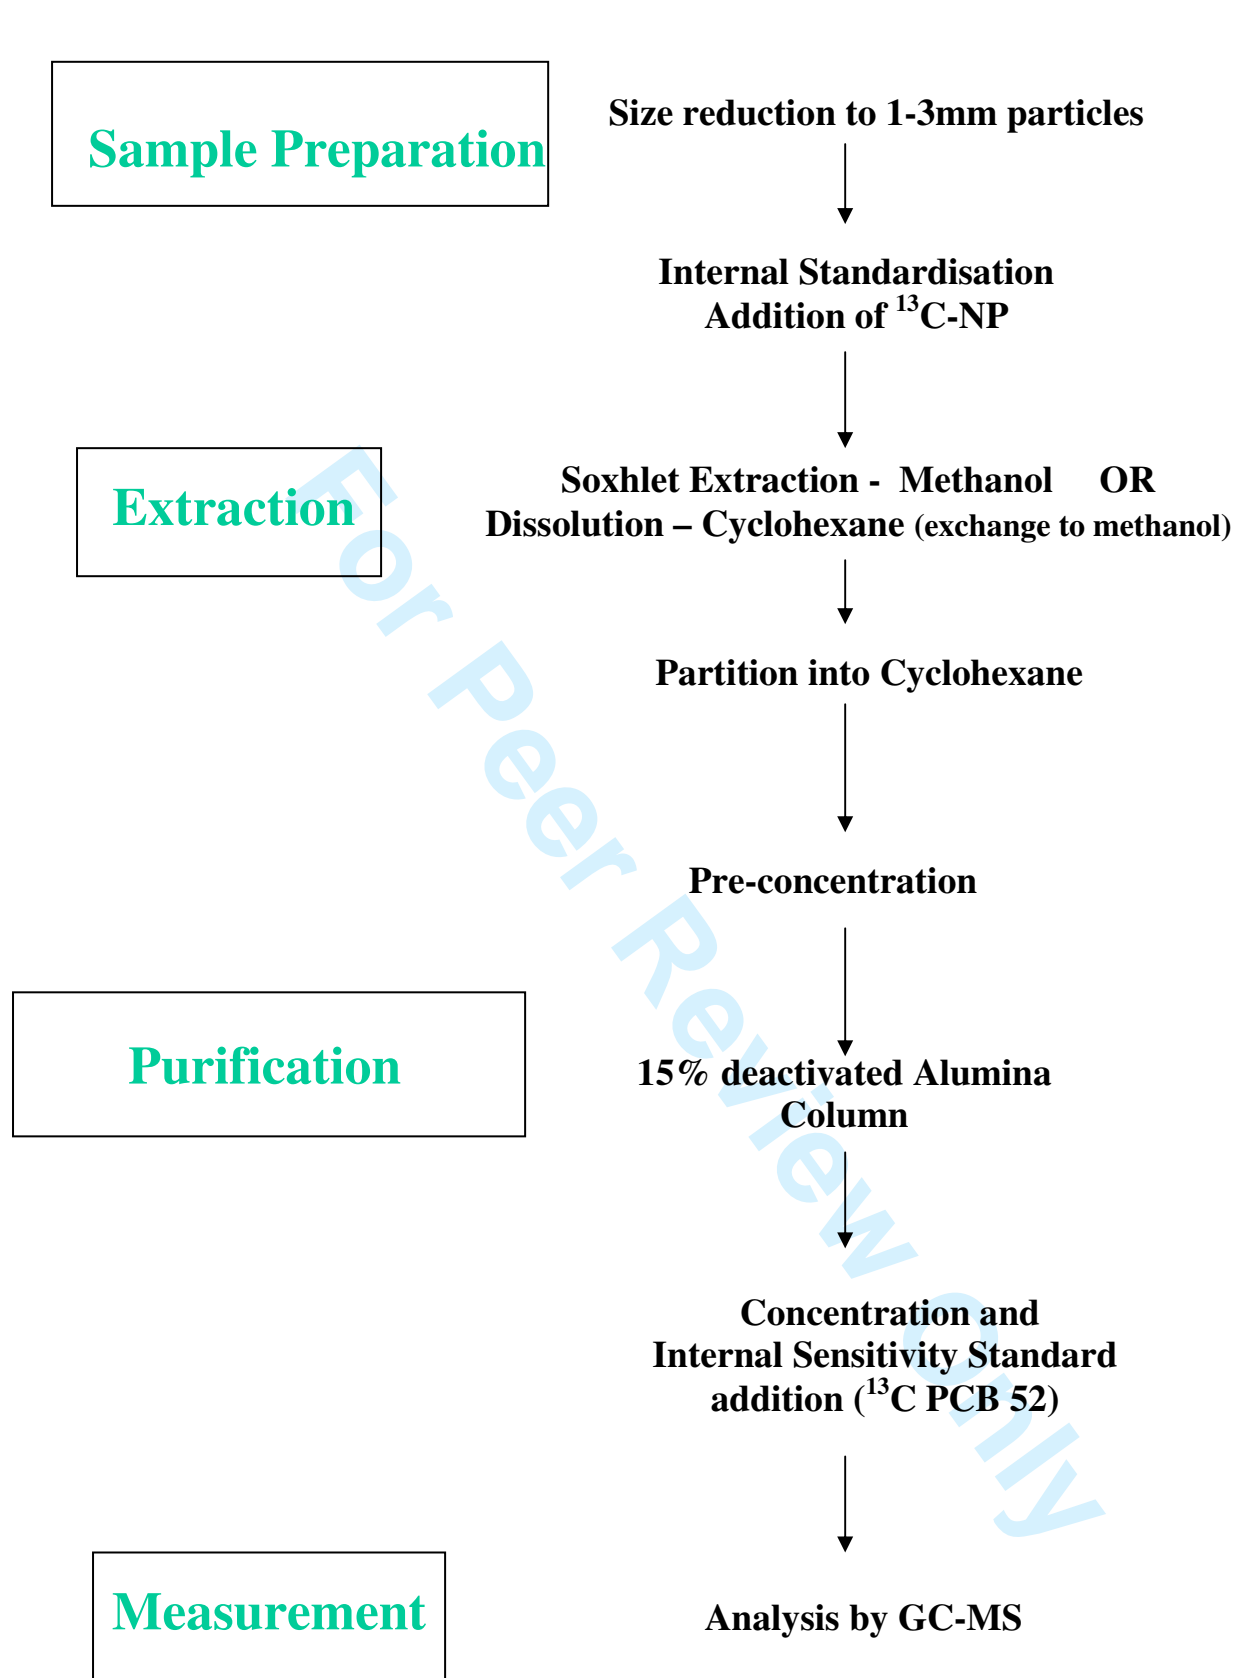 Sample Preparation
Size reduction to 1-3mm particles
Internal Standardisation
Addition of ¹³C-NP
Extraction
Soxhlet Extraction - Methanol OR
Dissolution – Cyclohexane (exchange to methanol)
Partition into Cyclohexane
Pre-concentration
Purification
15% deactivated Alumina
Column
Concentration and
Internal Sensitivity Standard
addition (¹³C PCB 52)
Measurement
Analysis by GC-MS
For Peer Review Only